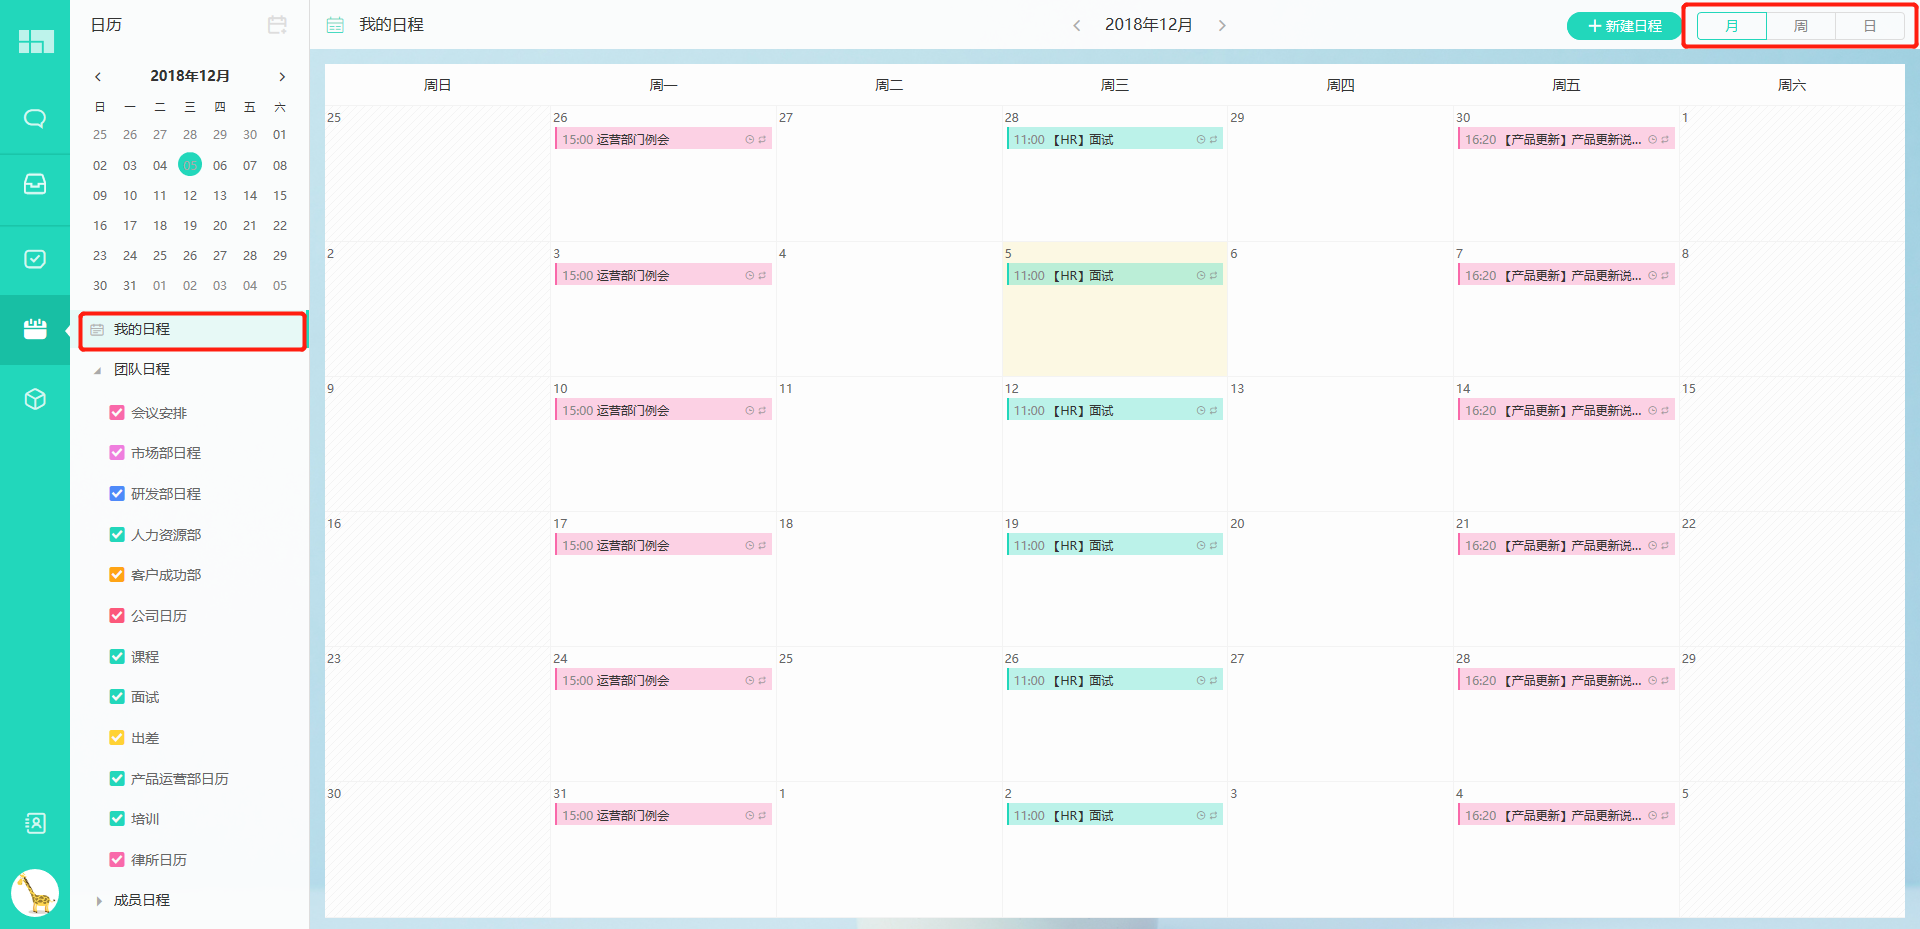 日历
2018年12月
日 一 二 三 四 五 六
25 26 27 28 29 30 01
02 03 04 05 06 07 08
09 10 11 12 13 14 15
16 17 18 19 20 21 22
23 24 25 26 27 28 29
30 31 01 02 03 04 05
我的日程
团队日程
会议安排
市场部日程
研发部日程
人力资源部
客户成功部
公司日历
课程
面试
出差
产品运营部日历
培训
律所日历
成员日程
我的日程
2018年12月
新建日程
月 周 日
周日 周一 周二 周三 周四 周五 周六
25 26 27 28 29 30 1
15:00 运营部门例会 11:00 【HR】面试 16:20 【产品更新】产品更新说...
2 3 4 5 6 7 8
15:00 运营部门例会 11:00 【HR】面试 16:20 【产品更新】产品更新说...
9 10 11 12 13 14 15
15:00 运营部门例会 11:00 【HR】面试 16:20 【产品更新】产品更新说...
16 17 18 19 20 21 22
15:00 运营部门例会 11:00 【HR】面试 16:20 【产品更新】产品更新说...
23 24 25 26 27 28 29
15:00 运营部门例会 11:00 【HR】面试 16:20 【产品更新】产品更新说...
30 31 1 2 3 4 5
15:00 运营部门例会 11:00 【HR】面试 16:20 【产品更新】产品更新说...